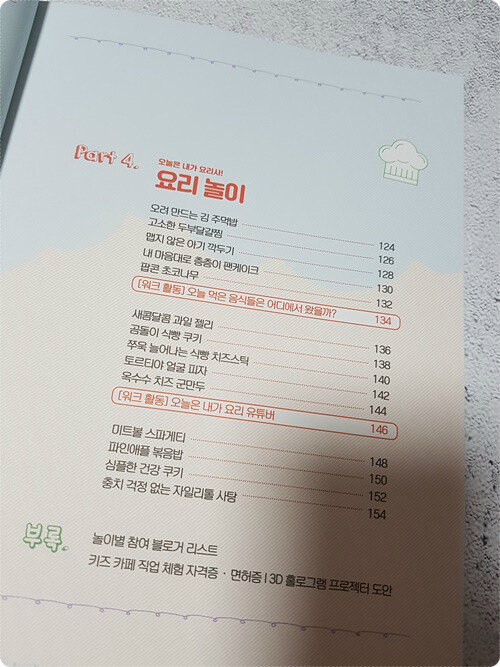 Part 4.
오늘은 내가 요리사!
요리 놀이
오려 만드는 김 주먹밥 124
고소한 두부달걀찜 126
맵지 않은 아기 깍두기 128
내 마음대로 층층이 팬케이크 130
팝콘 초코나무 132
[워크 활동] 오늘 먹은 음식들은 어디에서 왔을까? 134
새콤달콤 과일 젤리 136
곰돌이 식빵 쿠키 138
쭈욱 늘어나는 식빵 치즈스틱 140
토르티야 얼굴 피자 142
옥수수 치즈 군만두 144
[워크 활동] 오늘은 내가 요리 유튜버 146
미트볼 스파게티 148
파인애플 볶음밥 150
심플한 건강 쿠키 152
충치 걱정 없는 자일리톨 사탕 154
부록.
놀이별 참여 블로거 리스트
키즈 카페 직업 체험 자격증 · 면허증 I 3D 홀로그램 프로젝터 도안